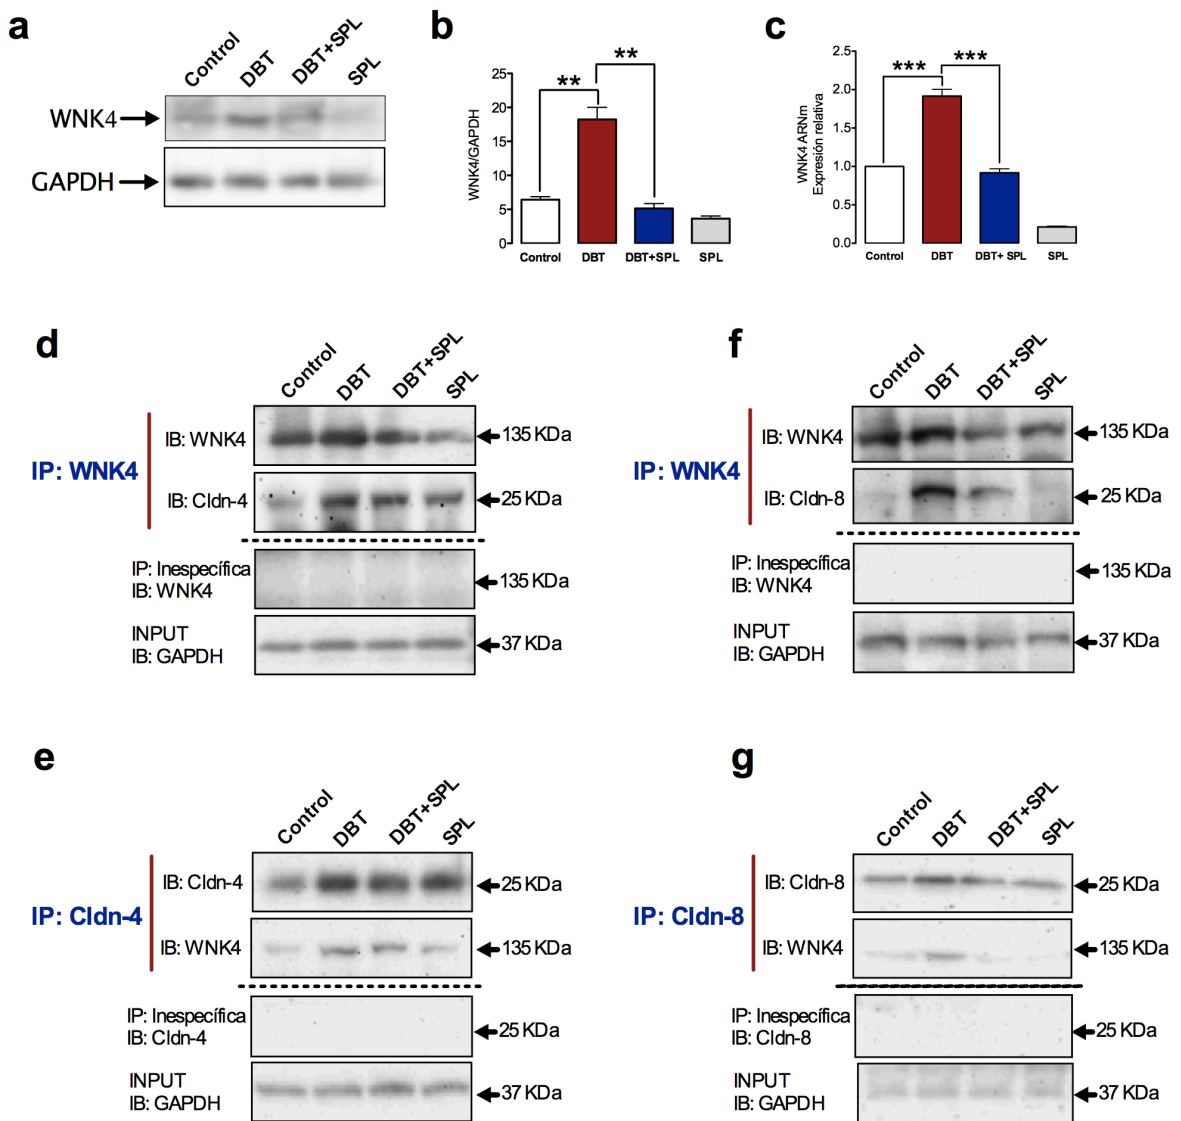 a
Control
DBT
DBT+SPL
SPL
WNK4
GAPDH
b
**
**
WNK4/GAPDH
25
20
15
10
5
0
Control
DBT
DBT+SPL
SPL
c
***
***
WNK4 ARNm
Expresión relativa
2.5
2.0
1.5
1.0
0.5
0.0
Control
DBT
DBT+ SPL
SPL
d
Control
DBT
DBT+SPL
SPL
IP: WNK4
IB: WNK4
135 KDa
IB: Cldn-4
25 KDa
IP: Inespecífica
IB: WNK4
135 KDa
INPUT
IB: GAPDH
37 KDa
f
Control
DBT
DBT+SPL
SPL
IP: WNK4
IB: WNK4
135 KDa
IB: Cldn-8
25 KDa
IP: Inespecífica
IB: WNK4
135 KDa
INPUT
IB: GAPDH
37 KDa
e
Control
DBT
DBT+SPL
SPL
IP: Cldn-4
IB: Cldn-4
25 KDa
IB: WNK4
135 KDa
IP: Inespecífica
IB: Cldn-4
25 KDa
INPUT
IB: GAPDH
37 KDa
g
Control
DBT
DBT+SPL
SPL
IP: Cldn-8
IB: Cldn-8
25 KDa
IB: WNK4
135 KDa
IP: Inespecífica
IB: Cldn-8
25 KDa
INPUT
IB: GAPDH
37 KDa